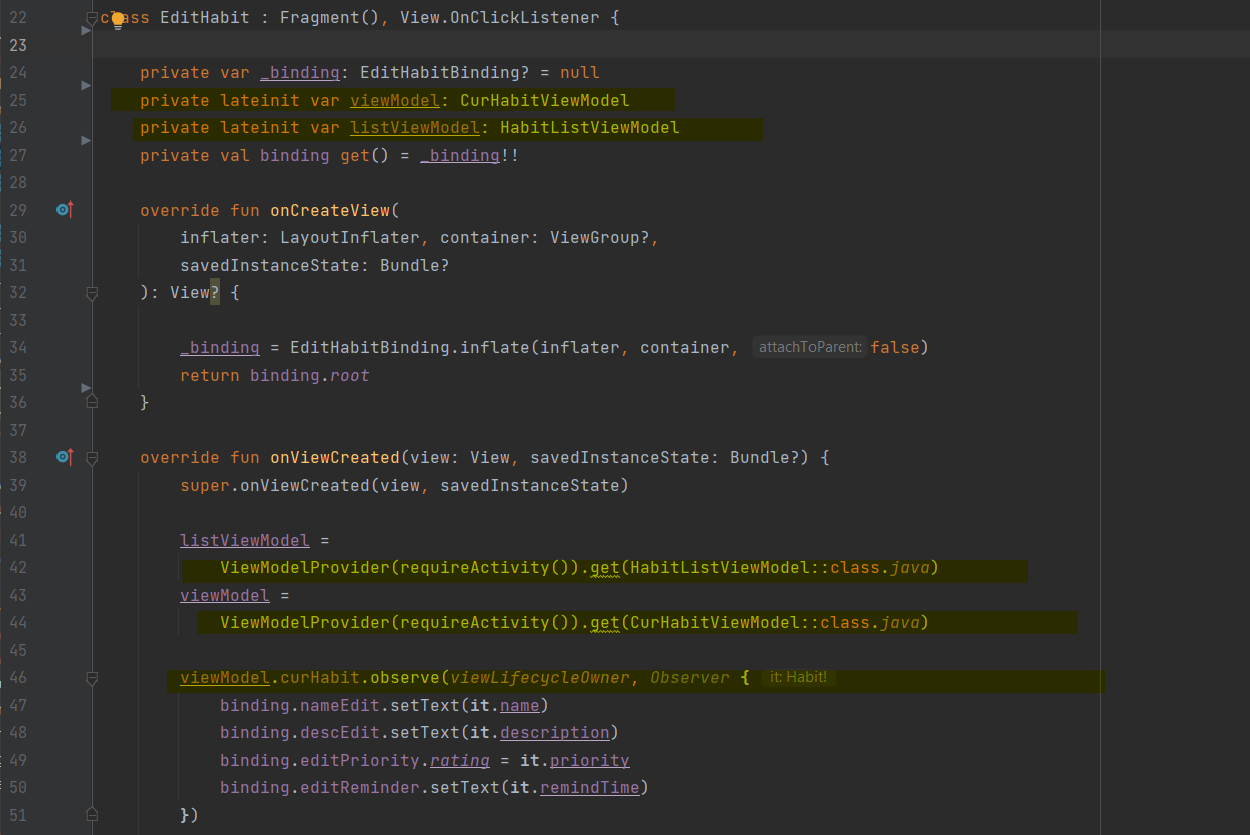 22 class EditHabit : Fragment(), View.OnClickListener {
23
24 private var _binding: EditHabitBinding? = null
25 private lateinit var viewModel: CurHabitViewModel
26 private lateinit var listViewModel: HabitListViewModel
27 private val binding get() = _binding!!
28
29 override fun onCreateView(
30 inflater: LayoutInflater, container: ViewGroup?,
31 savedInstanceState: Bundle?
32 ): View? {
33
34 _binding = EditHabitBinding.inflate(inflater, container, attachToParent: false)
35 return binding.root
36 }
37
38 override fun onViewCreated(view: View, savedInstanceState: Bundle?) {
39 super.onViewCreated(view, savedInstanceState)
40
41 listViewModel =
42 ViewModelProvider(requireActivity()).get(HabitListViewModel::class.java)
43 viewModel =
44 ViewModelProvider(requireActivity()).get(CurHabitViewModel::class.java)
45
46 viewModel.curHabit.observe(viewLifecycleOwner, Observer { it: Habit!
47 binding.nameEdit.setText(it.name)
48 binding.descEdit.setText(it.description)
49 binding.editPriority.rating = it.priority
50 binding.editReminder.setText(it.remindTime)
51 })